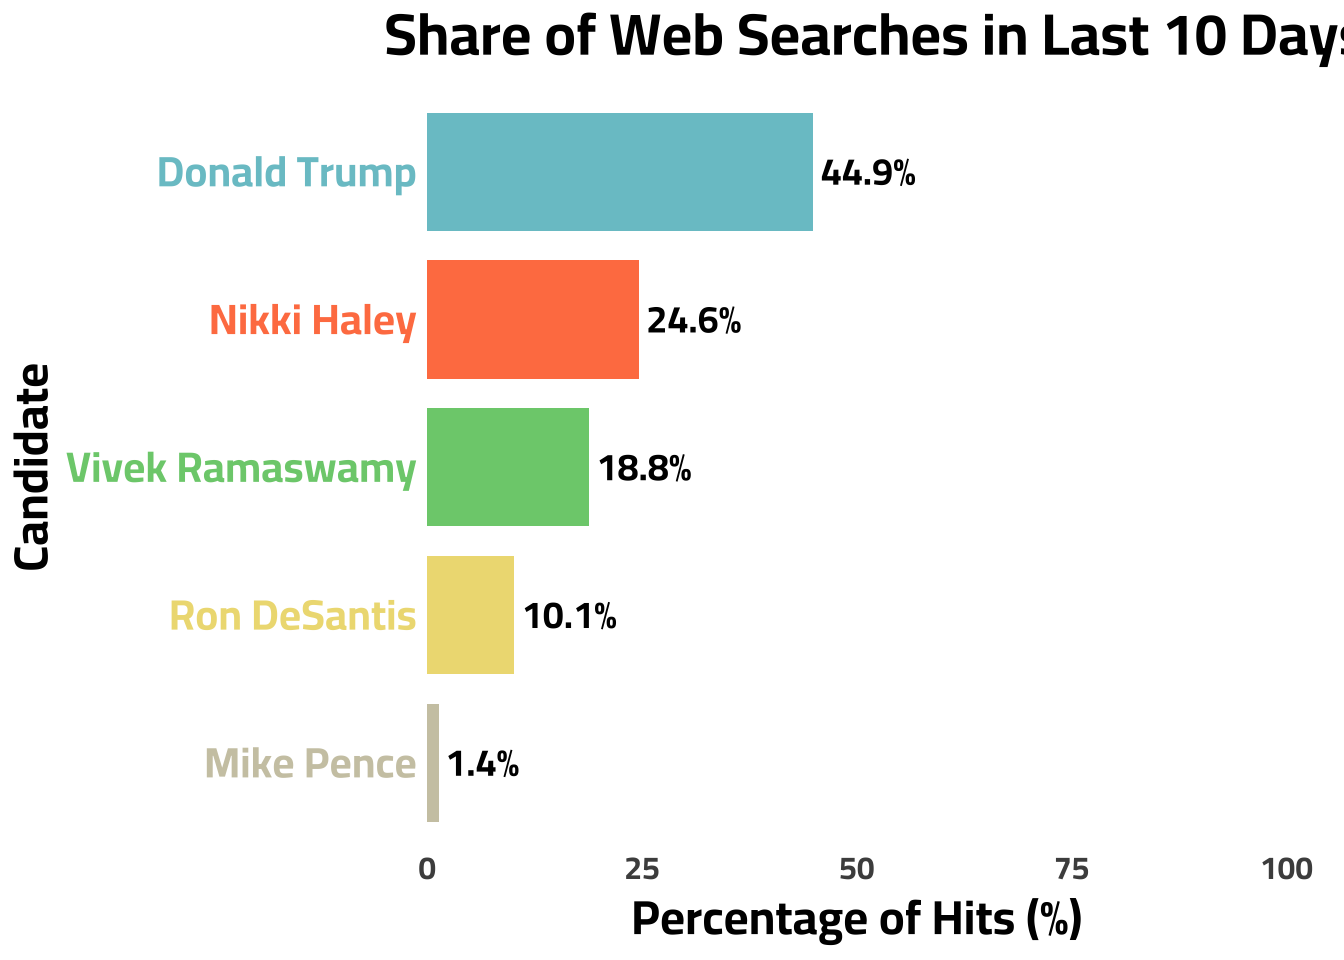 Share of Web Searches in Last 10 Days
Donald Trump 44.9%
Nikki Haley 24.6%
Candidate
Vivek Ramaswamy 18.8%
Ron DeSantis 10.1%
Mike Pence 1.4%
0 25 50 75 100
Percentage of Hits (%)